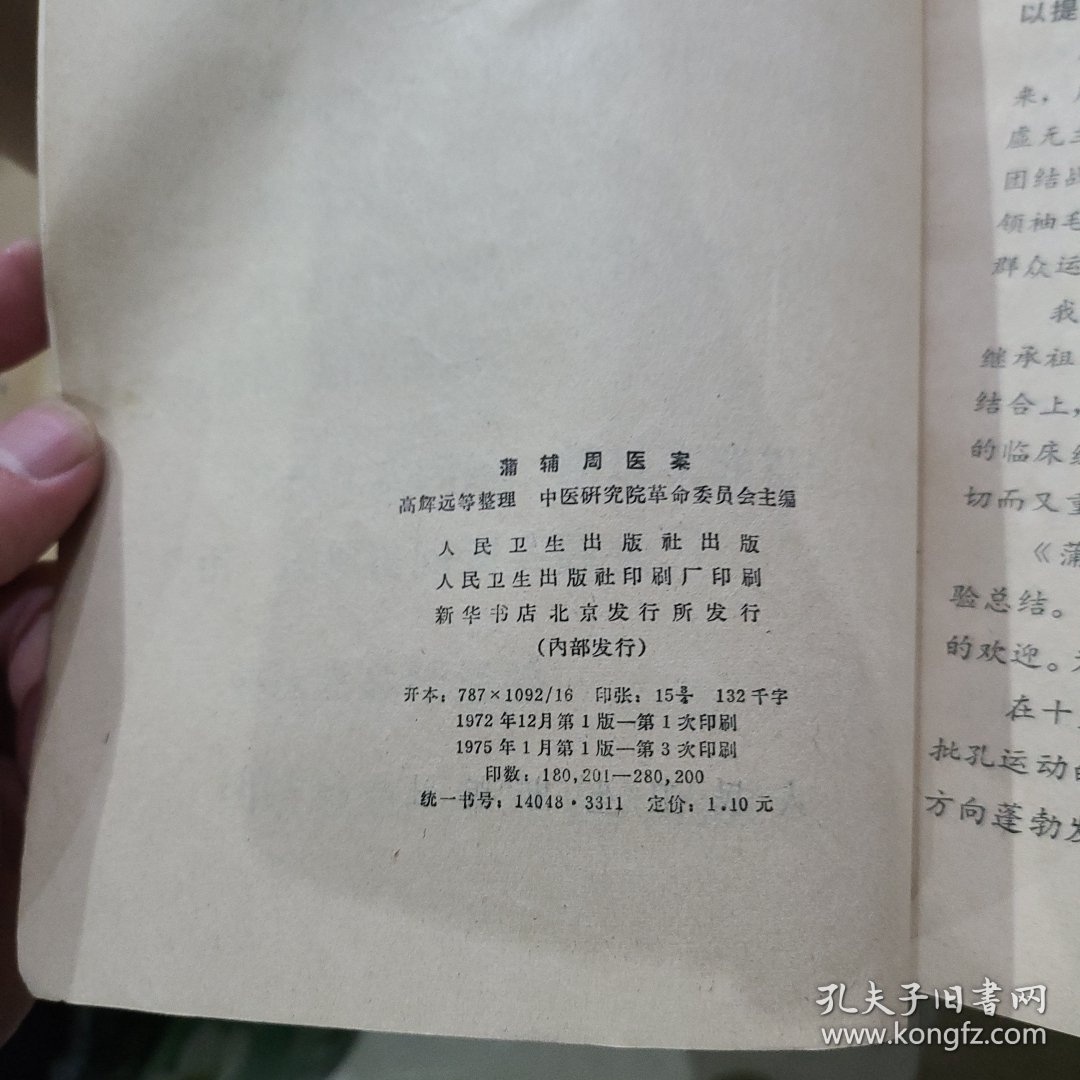 蒲辅周医案
高辉远等整理 中医研究院革命委员会主编
人民卫生出版社出版
人民卫生出版社印刷厂印刷
新华书店北京发行所发行
(内部发行)
开本：787×1092/16 印张：15 132千字
1972年12月第1版—第1次印刷
1975年1月第1版—第3次印刷
印数：180,201—280,200
统一书号：14048·3311 定价：1.10元
以提
来，
虚无
团结战
领袖毛
群众运
我
继承祖
结合上，
的临床经
切而又重
《蒲
验总结。
的欢迎。
在十
批孔运动的
方向蓬勃发
孔夫子旧書网
www.kongfz.com